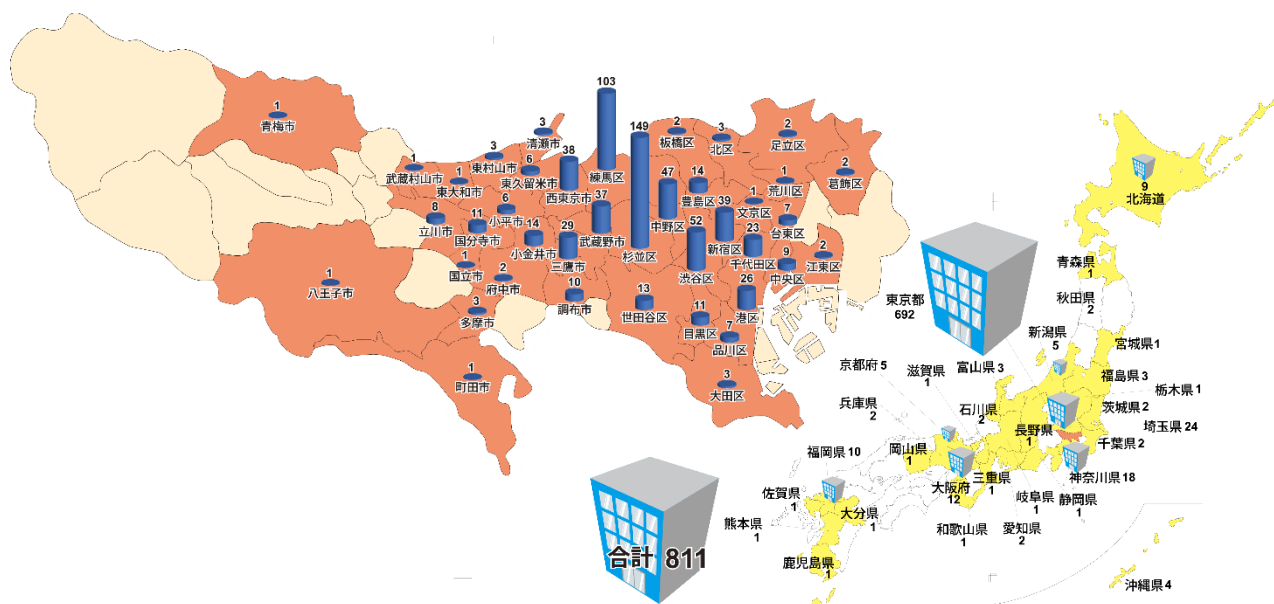 1
青梅市
1
武蔵村山市
1
東大和市
3
東村山市
3
清瀬市
6
東久留米市
38
西東京市
103
練馬区
149
杉並区
2
板橋区
3
北区
2
足立区
2
葛飾区
1
荒川区
14
豊島区
1
文京区
7
台東区
47
中野区
39
新宿区
23
千代田区
9
中央区
2
江東区
52
渋谷区
26
港区
8
立川市
11
国分寺市
6
小平市
14
小金井市
29
三鷹市
37
武蔵野市
1
国立市
2
府中市
10
調布市
13
世田谷区
11
目黒区
7
品川区
3
大田区
1
八王子市
3
多摩市
1
町田市
9
北海道
青森県
1
秋田県
2
東京都
692
新潟県
5
宮城県 1
富山県 3
福島県 3
栃木県 1
茨城県 2
埼玉県 24
千葉県 2
神奈川県 18
京都府 5
滋賀県
1
兵庫県
2
石川県
2
長野県
1
岡山県
1
大阪府
12
三重県
1
岐阜県
1
静岡県
1
和歌山県
1
愛知県
2
福岡県 10
佐賀県
1
大分県
1
熊本県
1
鹿児島県
1
沖縄県 4
合計 811